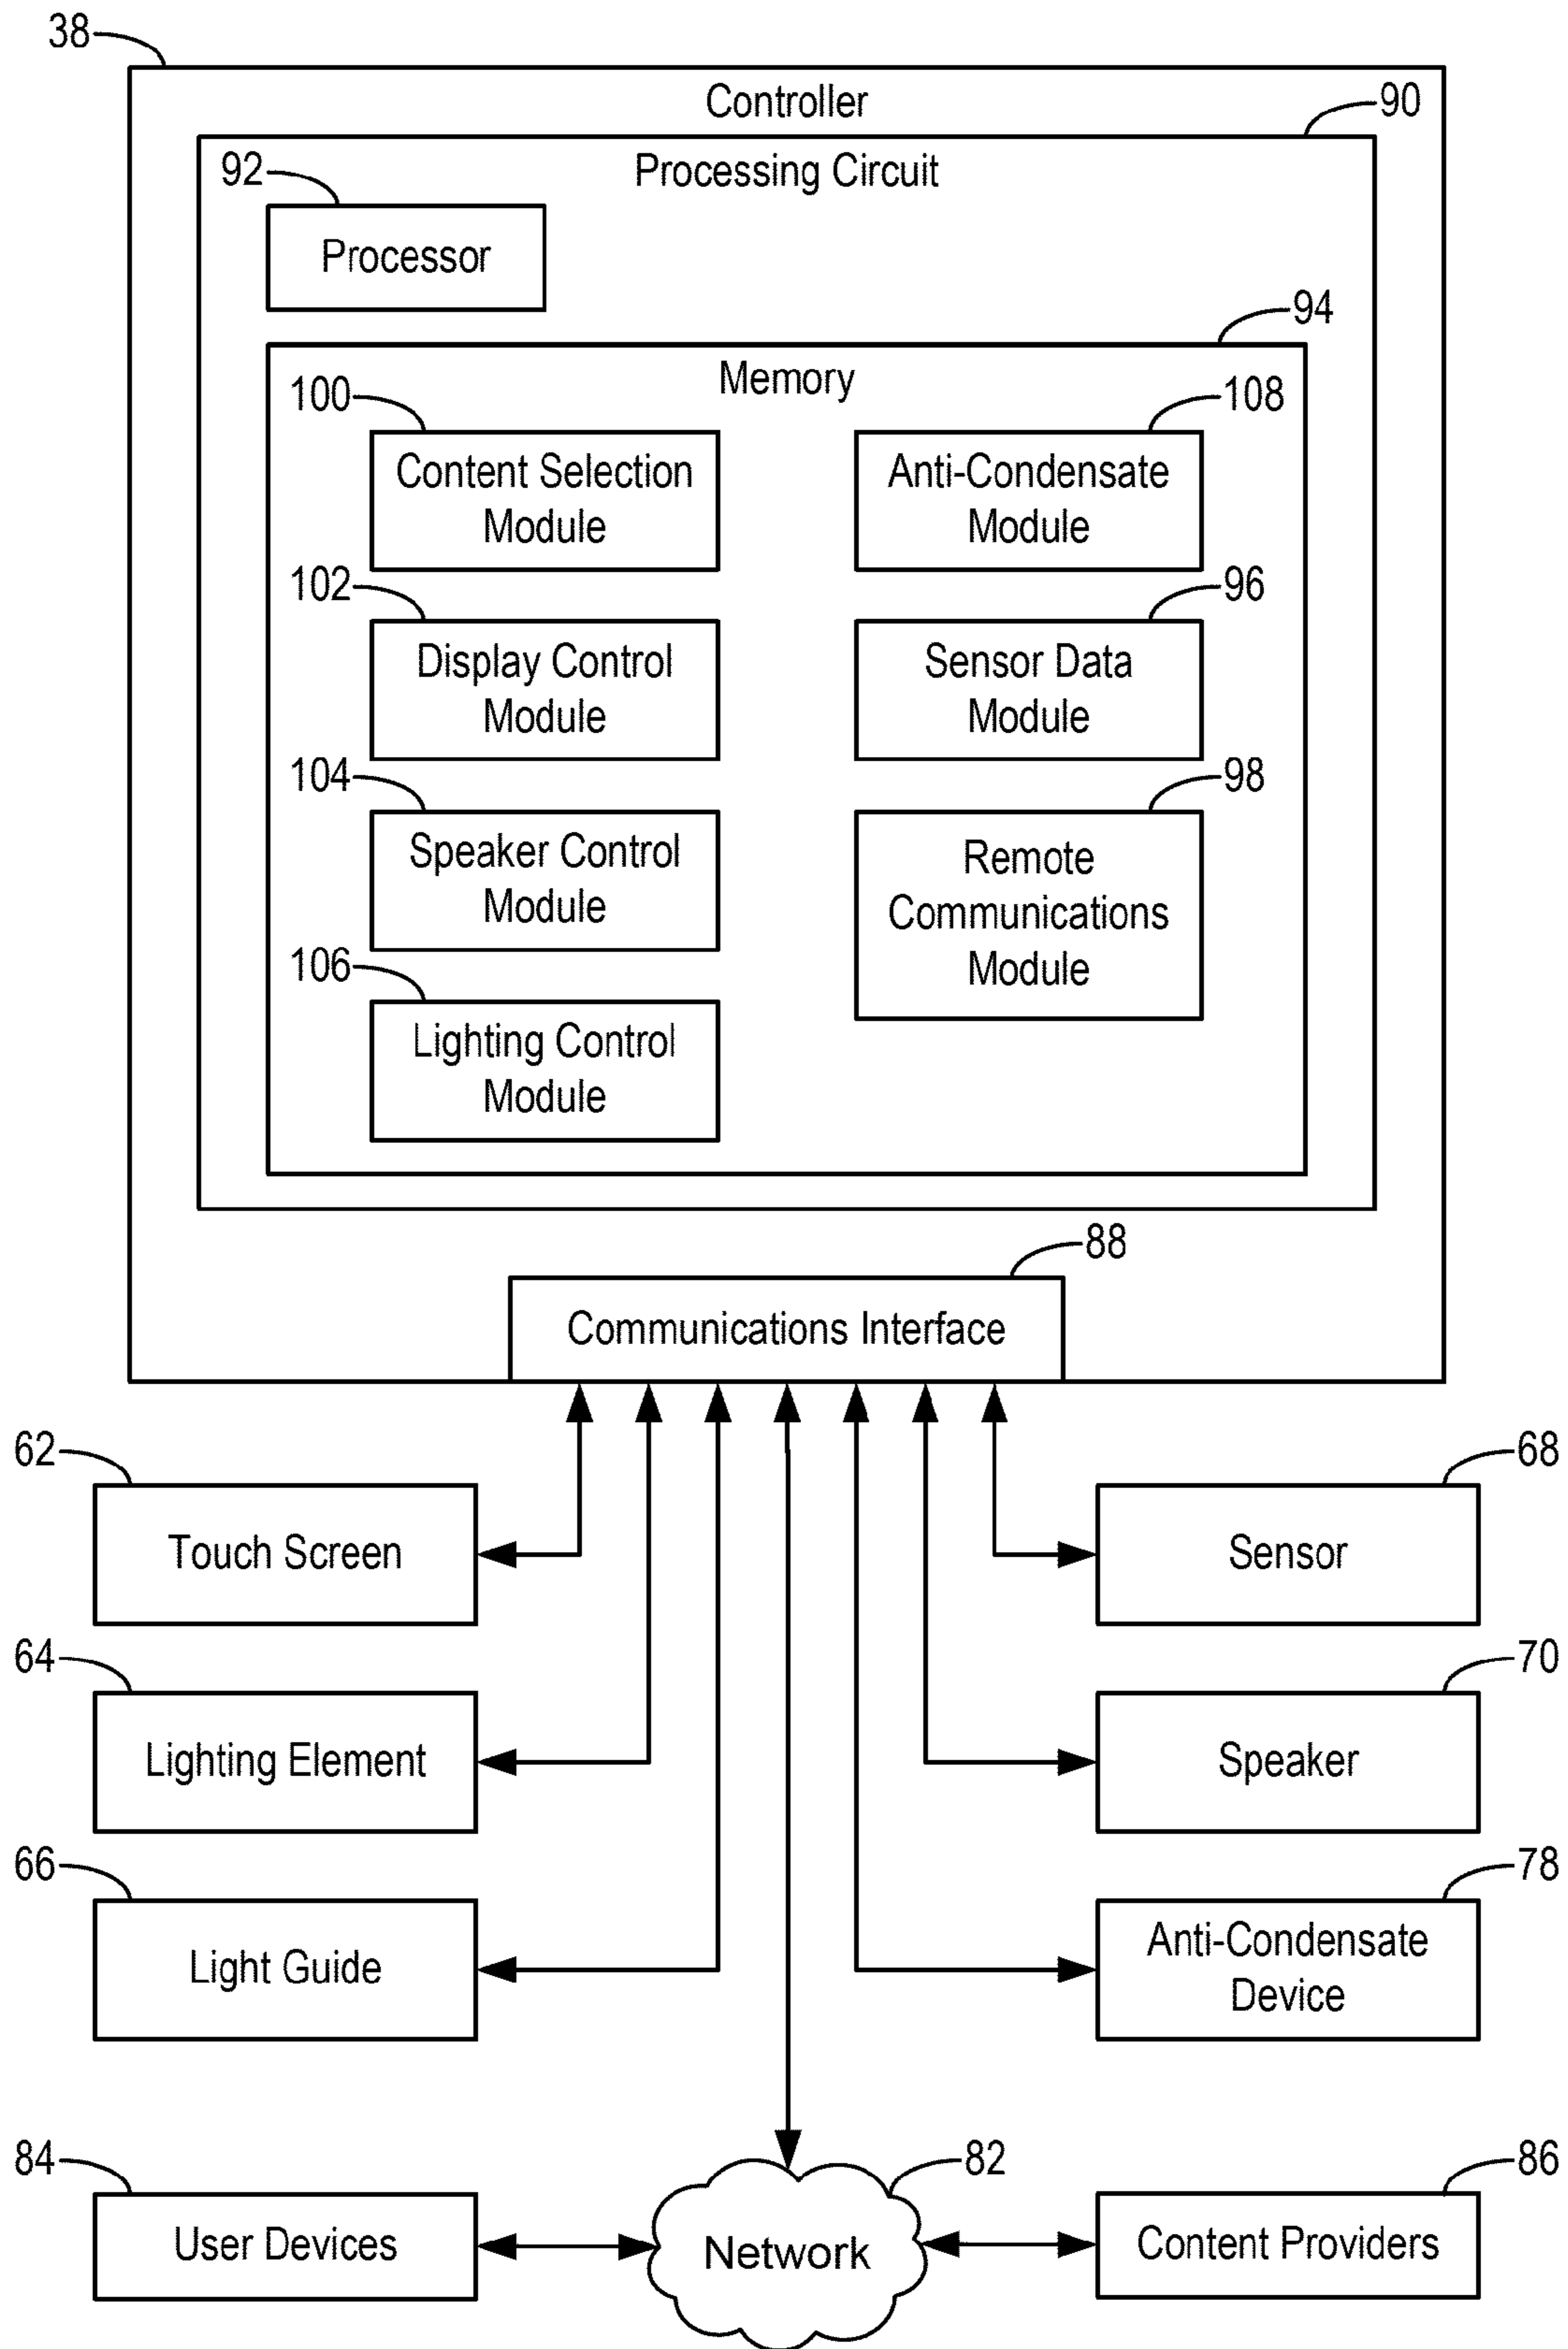 38
Controller
90
Processing Circuit
92
Processor
94
Memory
100
Content Selection
Module
108
Anti-Condensate
Module
102
Display Control
Module
96
Sensor Data
Module
104
Speaker Control
Module
98
Remote
Communications
Module
106
Lighting Control
Module
88
Communications Interface
62
Touch Screen
68
Sensor
64
Lighting Element
70
Speaker
66
Light Guide
78
Anti-Condensate
Device
84
User Devices
82
Network
86
Content Providers